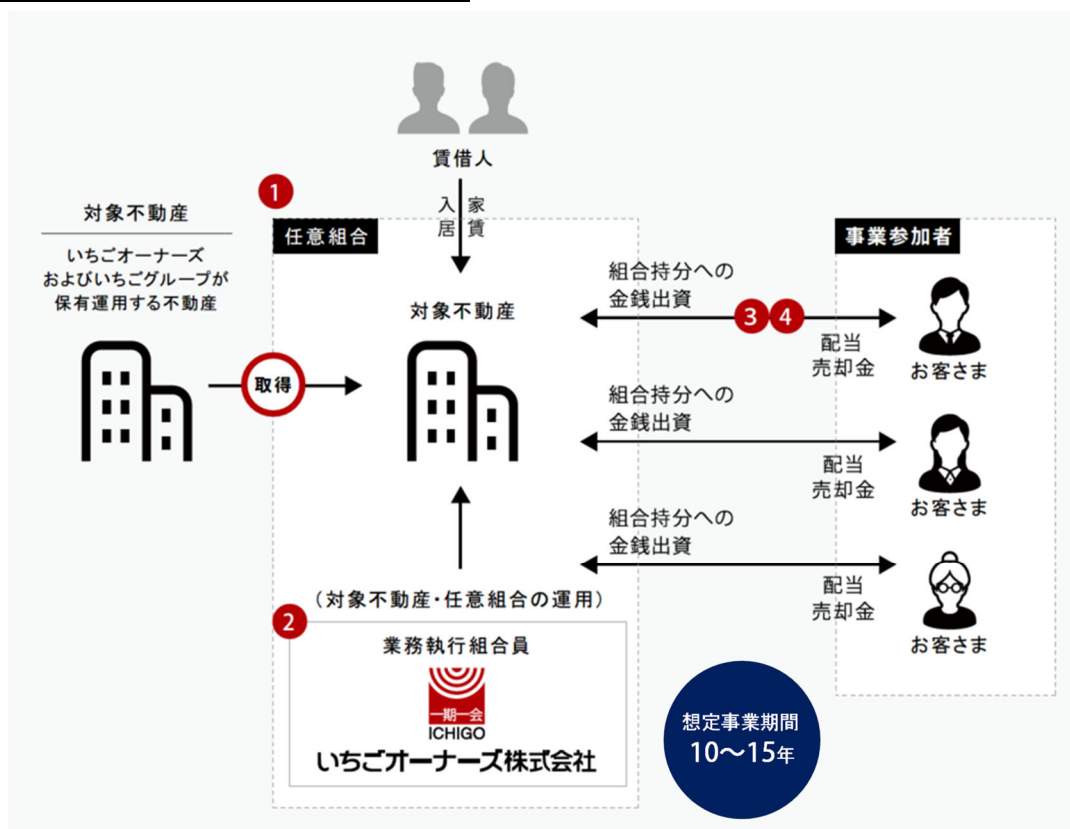 賃借人
入居
家賃
1
対象不動産
いちごオーナーズ
およびいちごグループが
保有運用する不動産
取得
任意組合
対象不動産
組合持分への
金銭出資
3 4
配当
売却金
組合持分への
金銭出資
配当
売却金
組合持分への
金銭出資
配当
売却金
事業参加者
お客さま
お客さま
お客さま
(対象不動産・任意組合の運用)
2
業務執行組合員
一期一会
ICHIGO
いちごオーナーズ株式会社
想定事業期間
10〜15年